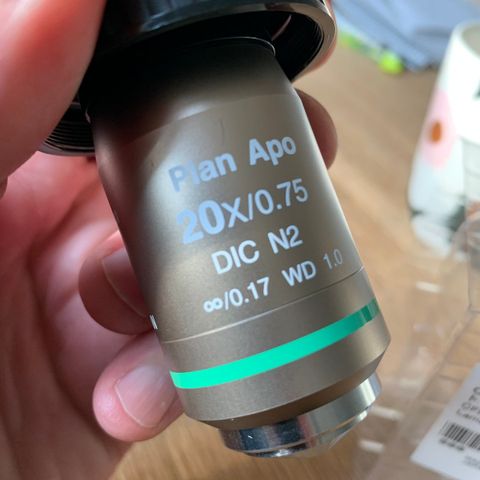 Plan Apo
20X/0.75
DIC N2
∞/0.17 WD 1.0